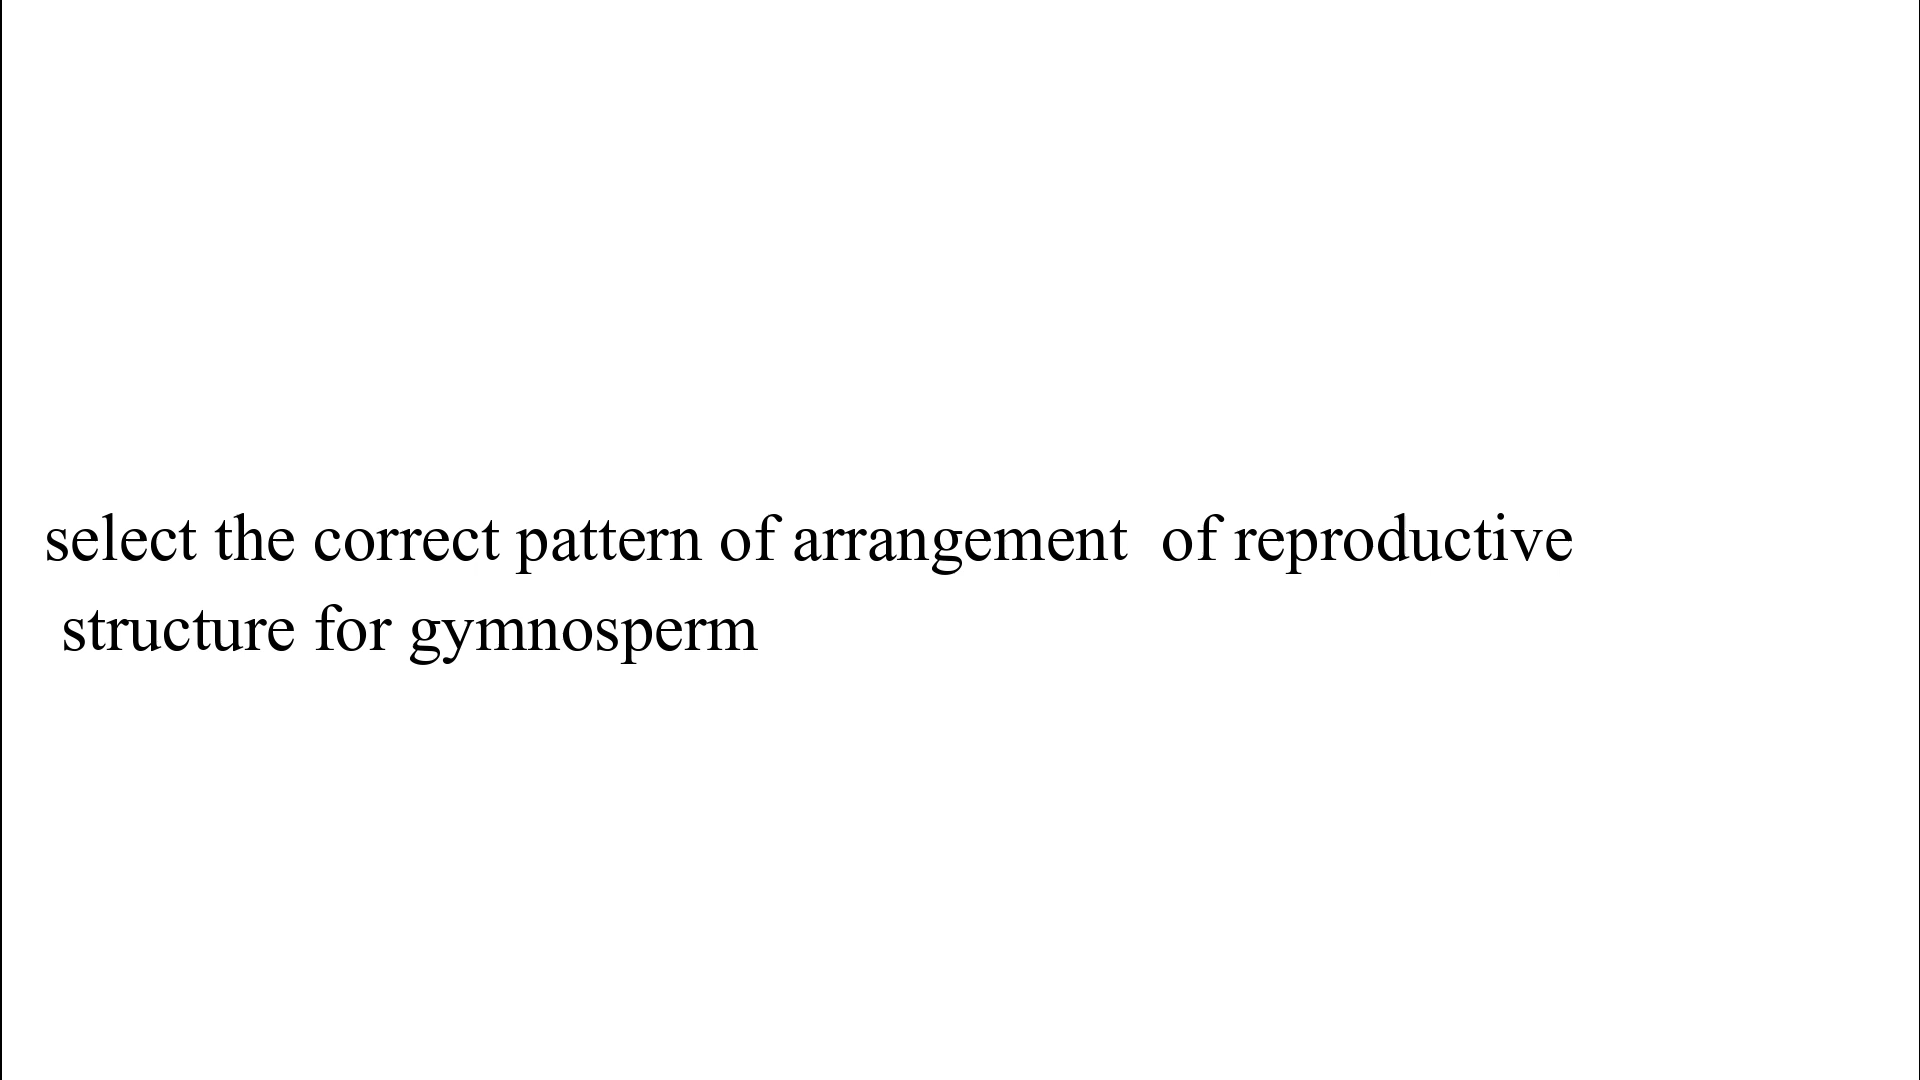 select the correct pattern of arrangement  of reproductive
structure for gymnosperm